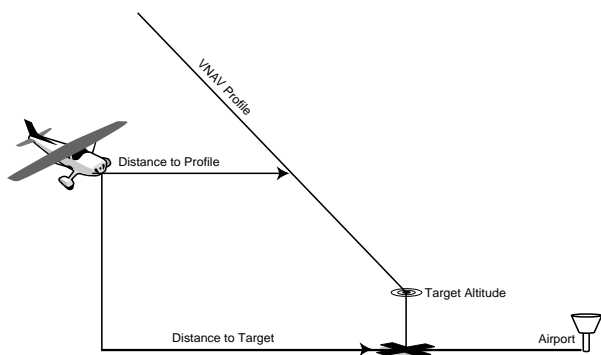 VNAV Profile
Distance to Profile
Target Altitude
Distance to Target
Airport